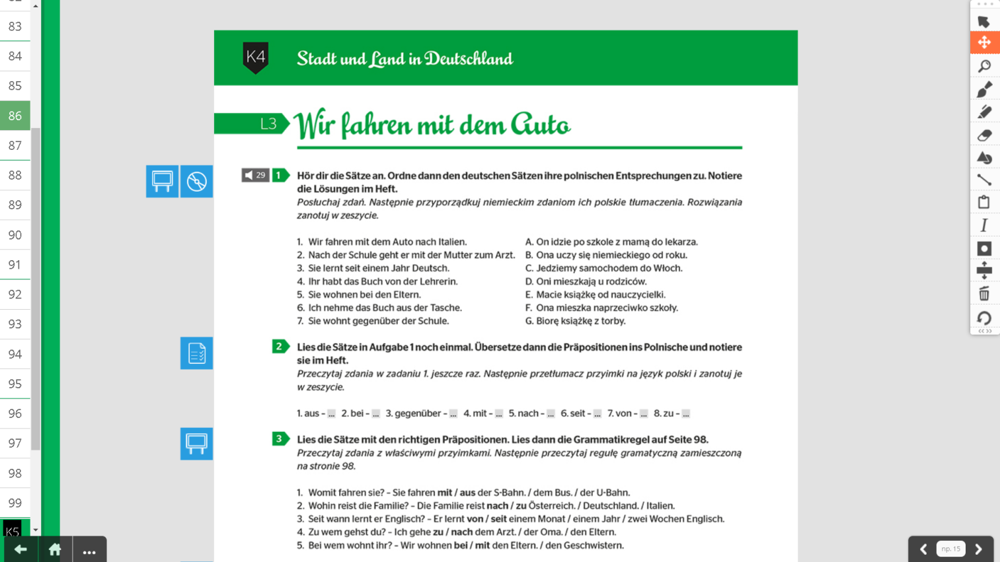 83
84
85
86
87
88
89
90
91
92
93
94
95
96
97
98
99
K5
K4
Stadt und Land in Deutschland
L3
Wir fahren mit dem Auto
29
1
Hör dir die Sätze an. Ordne dann den deutschen Sätzen ihre polnischen Entsprechungen zu. Notiere
die Lösungen im Heft.
Posłuchaj zdań. Następnie przyporządkuj niemieckim zdaniom ich polskie tłumaczenia. Rozwiązania
zanotuj w zeszycie.
1. Wir fahren mit dem Auto nach Italien.
2. Nach der Schule geht er mit der Mutter zum Arzt.
3. Sie lernt seit einem Jahr Deutsch.
4. Ihr habt das Buch von der Lehrerin.
5. Sie wohnen bei den Eltern.
6. Ich nehme das Buch aus der Tasche.
7. Sie wohnt gegenüber der Schule.
A. On idzie po szkole z mamą do lekarza.
B. Ona uczy się niemieckiego od roku.
C. Jedziemy samochodem do Włoch.
D. Oni mieszkają u rodziców.
E. Macie książkę od nauczycielki.
F. Ona mieszka naprzeciwko szkoły.
G. Biorę książkę z torby.
2
Lies die Sätze in Aufgabe 1 noch einmal. Übersetze dann die Präpositionen ins Polnische und notiere
sie im Heft.
Przeczytaj zdania w zadaniu 1. jeszcze raz. Następnie przetłumacz przyimki na język polski i zanotuj je
w zeszycie.
1. aus – ... 2. bei – ... 3. gegenüber – ... 4. mit – ... 5. nach – ... 6. seit – ... 7. von – ... 8. zu – ...
3
Lies die Sätze mit den richtigen Präpositionen. Lies dann die Grammatikregel auf Seite 98.
Przeczytaj zdania z właściwymi przyimkami. Następnie przeczytaj regułę gramatyczną zamieszczoną
na stronie 98.
1. Womit fahren sie? – Sie fahren mit / aus der S-Bahn. / dem Bus. / der U-Bahn.
2. Wohin reist die Familie? – Die Familie reist nach / zu Österreich. / Deutschland. / Italien.
3. Seit wann lernt er Englisch? – Er lernt von / seit einem Monat / einem Jahr / zwei Wochen Englisch.
4. Zu wem gehst du? – Ich gehe zu / nach dem Arzt. / der Oma. / den Eltern.
5. Bei wem wohnt ihr? – Wir wohnen bei / mit den Eltern. / den Geschwistern.
np. 15